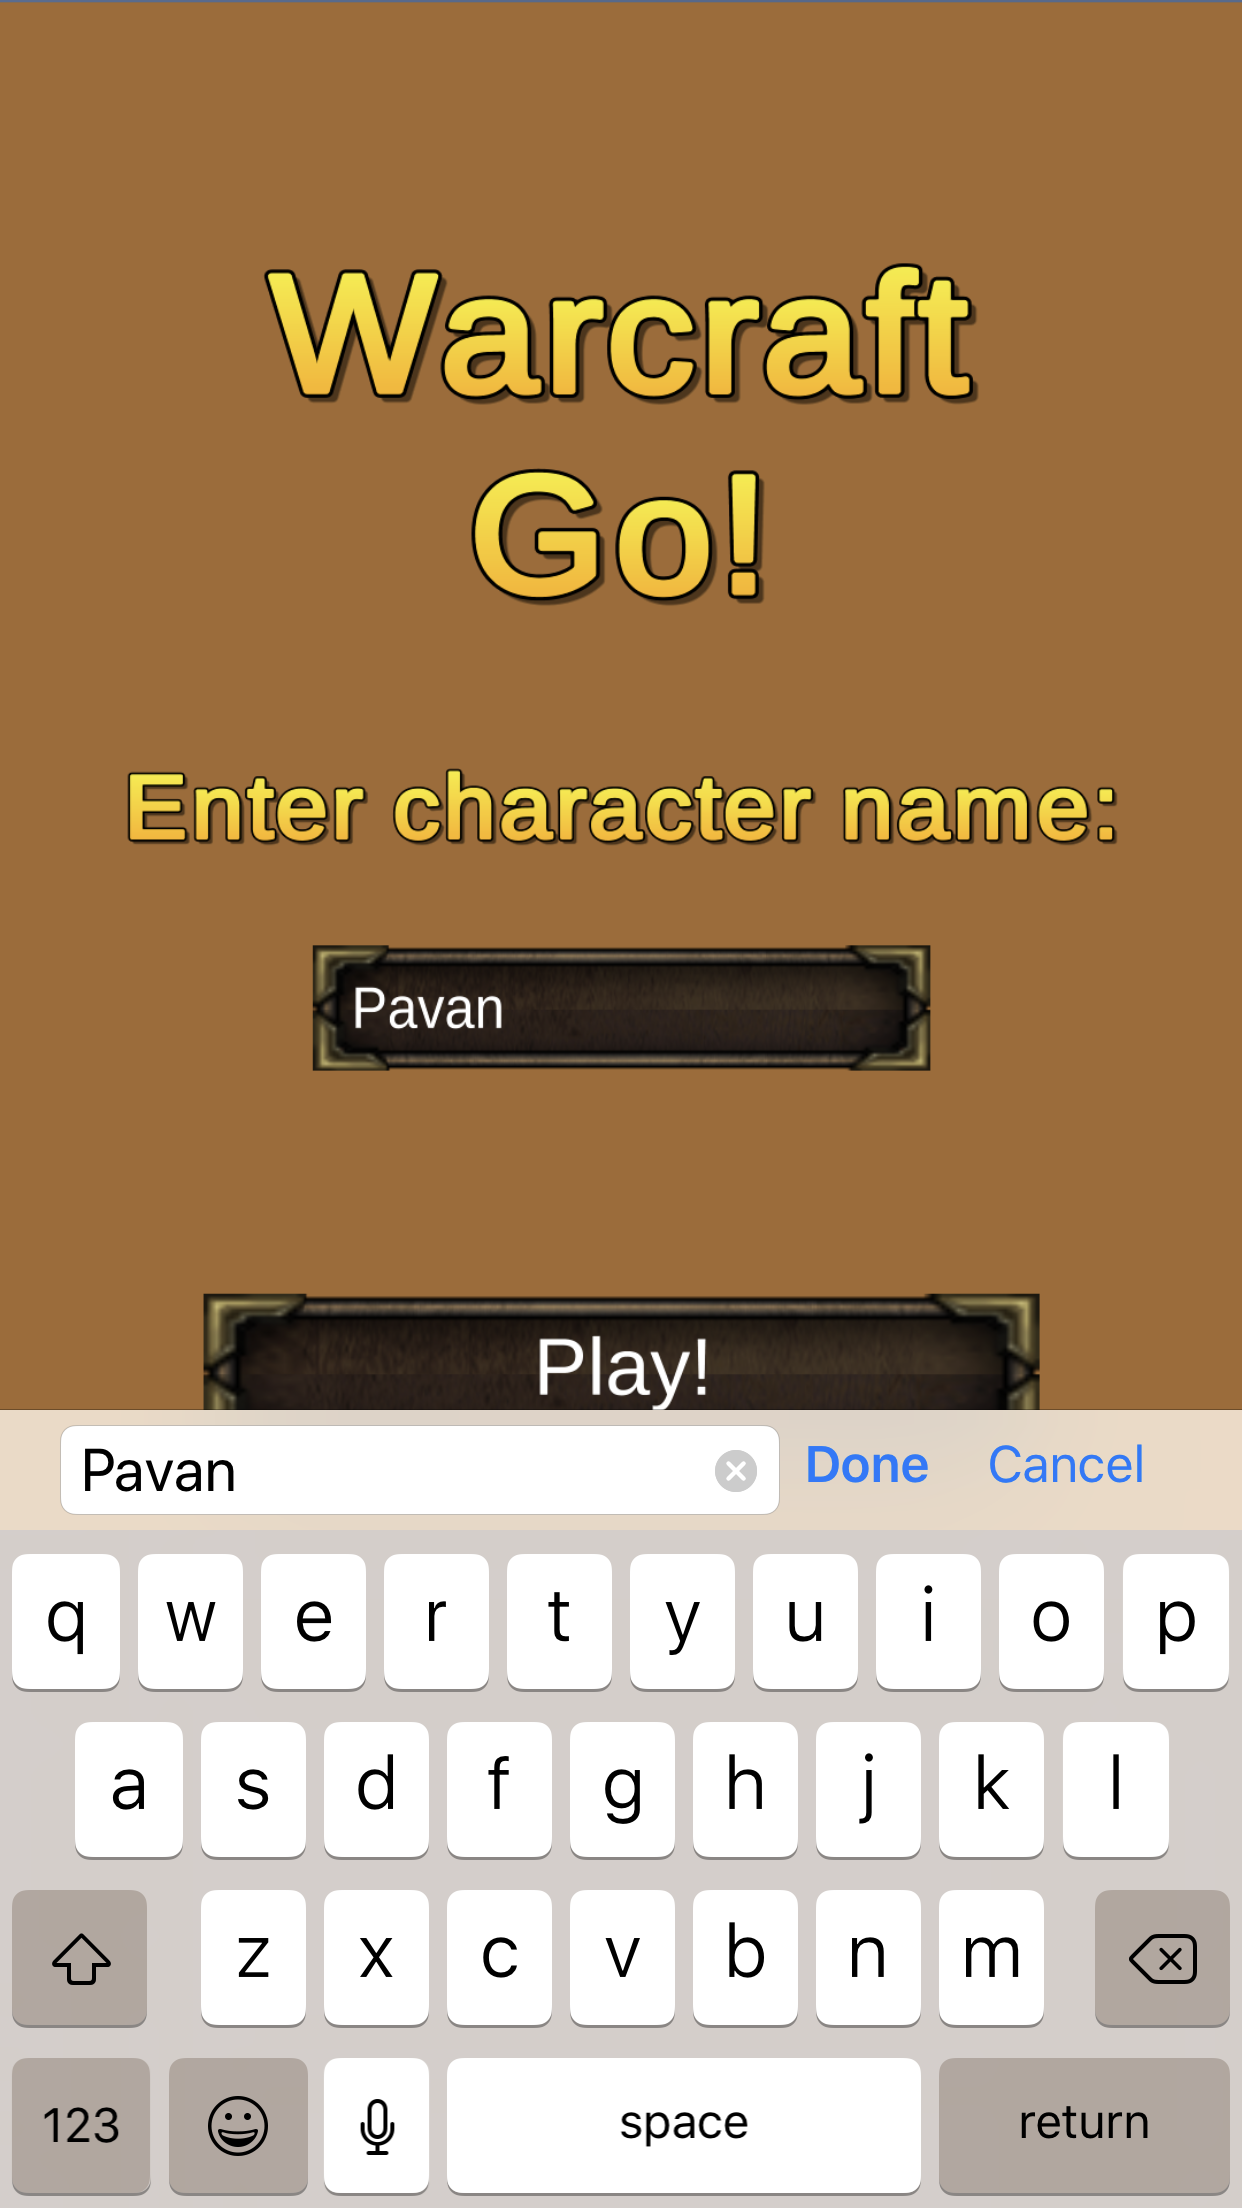 Warcraft
Go!
Enter character name:
Pavan
Play!
Pavan Done Cancel
q w e r t y u i o p
a s d f g h j k l
z x c v b n m
123 space return